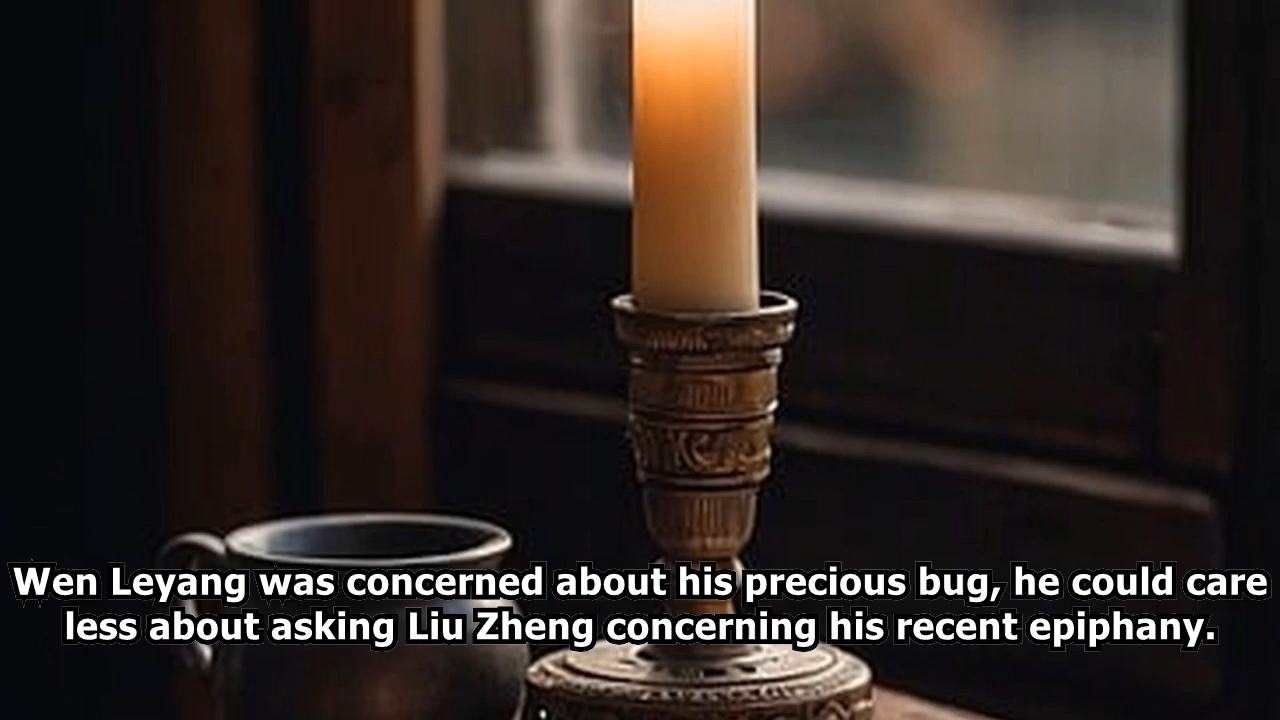 Wen Leyang was concerned about his precious bug, he could care
less about asking Liu Zheng concerning his recent epiphany.